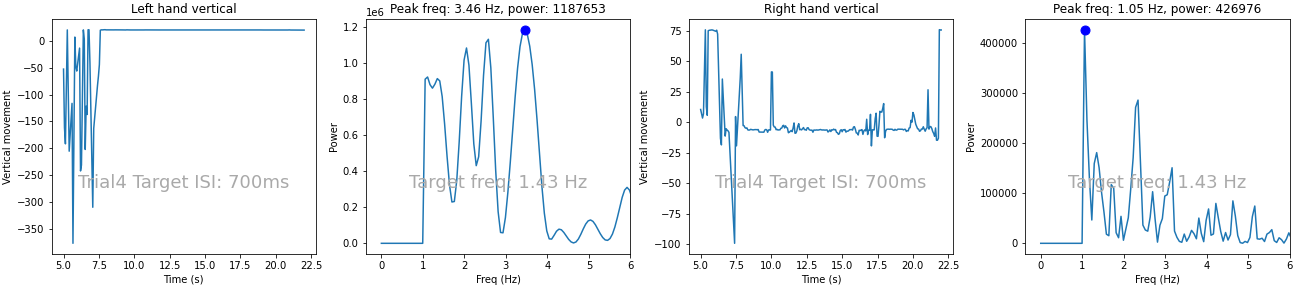 Left hand vertical
Vertical movement
0
−50
−100
−150
−200
−250
−300
−350
Trial4 Target ISI: 700ms
5.0 7.5 10.0 12.5 15.0 17.5 20.0 22.5
Time (s)
Peak freq: 3.46 Hz, power: 1187653
1e6
Power
1.2
1.0
0.8
0.6
0.4
0.2
0.0
Target freq: 1.43 Hz
0 1 2 3 4 5 6
Freq (Hz)
Right hand vertical
Vertical movement
75
50
25
0
−25
−50
−75
−100
Trial4 Target ISI: 700ms
5.0 7.5 10.0 12.5 15.0 17.5 20.0 22.5
Time (s)
Peak freq: 1.05 Hz, power: 426976
Power
400000
300000
200000
100000
0
Target freq: 1.43 Hz
0 1 2 3 4 5 6
Freq (Hz)